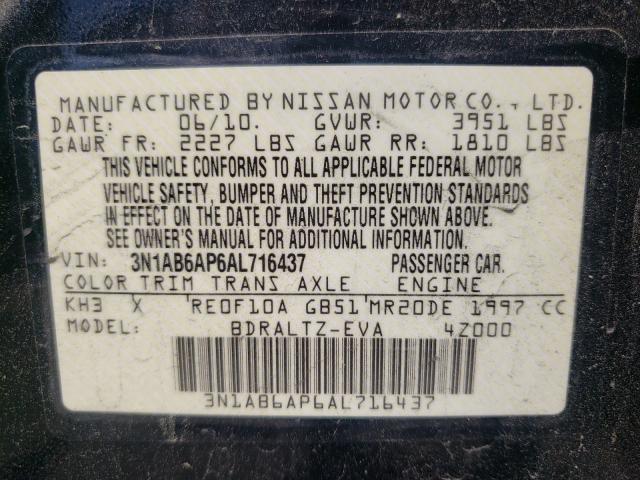 MANUFACTURED BY NISSAN MOTOR CO., LTD.
DATE: 06/10. GVWR: 3951 LBS
GAWR FR: 2227 LBS GAWR RR: 1810 LBS
THIS VEHICLE CONFORMS TO ALL APPLICABLE FEDERAL MOTOR
VEHICLE SAFETY, BUMPER AND THEFT PREVENTION STANDARDS
IN EFFECT ON THE DATE OF MANUFACTURE SHOWN ABOVE.
SEE OWNER'S MANUAL FOR ADDITIONAL INFORMATION.
VIN: 3N1AB6AP6AL716437 PASSENGER CAR.
COLOR TRIM TRANS AXLE ENGINE
KH3 X 'RE0F10A GB51'MR20DE 1997 CC
MODEL: BDRALTZ-EVA 4Z000
3N1AB6AP6AL716437